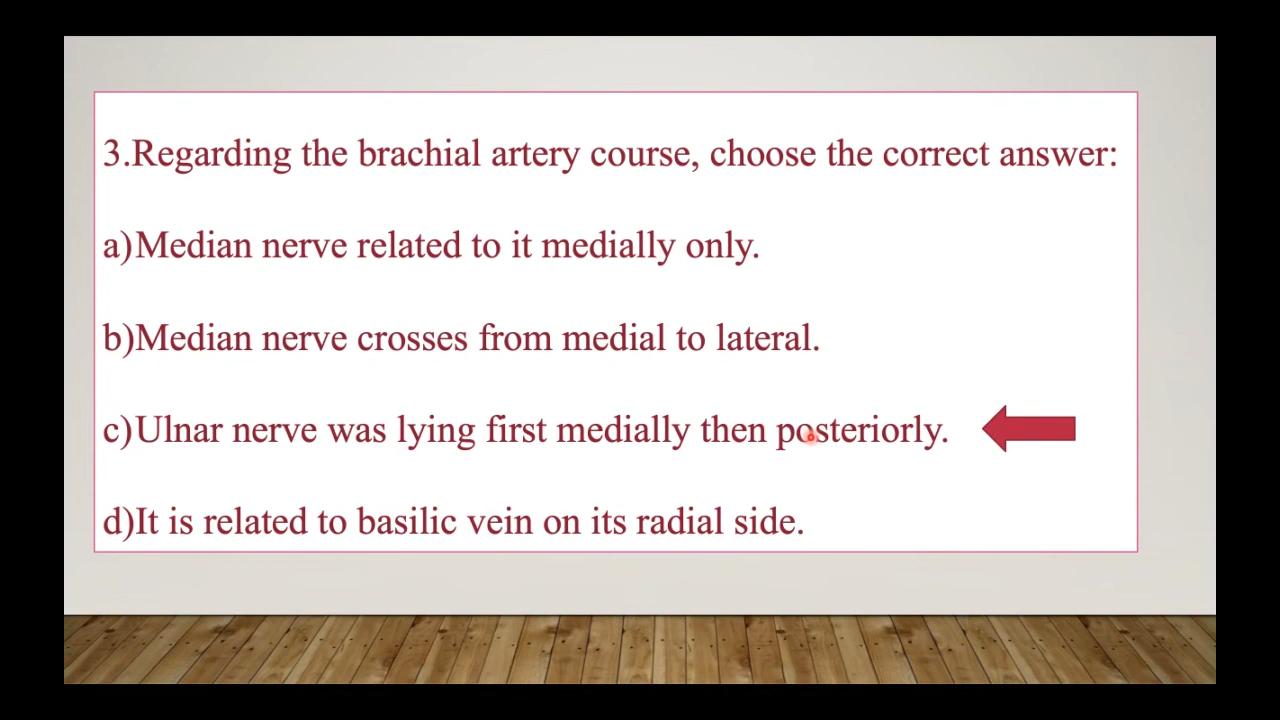 3.Regarding the brachial artery course, choose the correct answer:
a)Median nerve related to it medially only.
b)Median nerve crosses from medial to lateral.
c)Ulnar nerve was lying first medially then posteriorly.
d)It is related to basilic vein on its radial side.